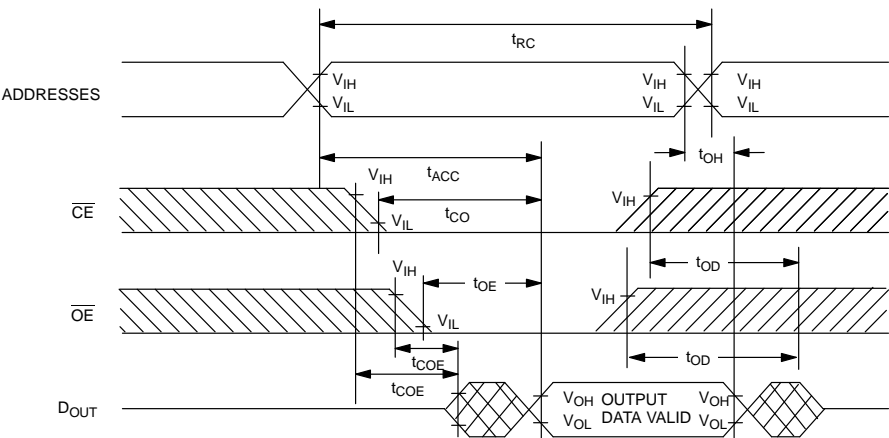 tRC
ADDRESSES
VIH
VIL
VIH
VIL
VIH
VIL
tOH
tACC
CE
VIH
VIL
tCO
VIH
tOD
OE
VIH
VIL
tOE
VIH
tOD
tCOE
tCOE
DOUT
VOH
VOL
OUTPUT
DATA VALID
VOH
VOL